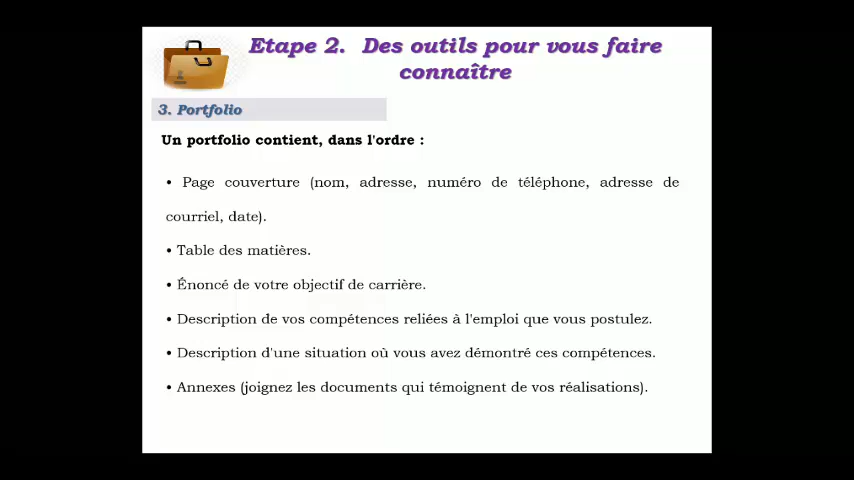 Etape 2. Des outils pour vous faire
connaître
3. Portfolio
Un portfolio contient, dans l'ordre :
• Page couverture (nom, adresse, numéro de téléphone, adresse de
courriel, date).
• Table des matières.
• Énoncé de votre objectif de carrière.
• Description de vos compétences reliées à l'emploi que vous postulez.
• Description d'une situation où vous avez démontré ces compétences.
• Annexes (joignez les documents qui témoignent de vos réalisations).